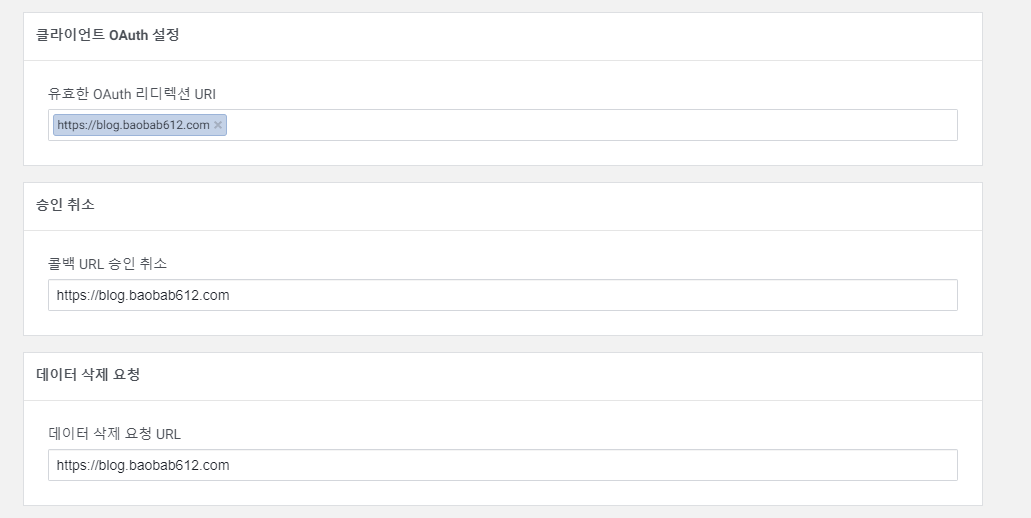 클라이언트 OAuth 설정
유효한 OAuth 리디렉션 URI
https://blog.baobab612.com ×
승인 취소
콜백 URL 승인 취소
https://blog.baobab612.com
데이터 삭제 요청
데이터 삭제 요청 URL
https://blog.baobab612.com